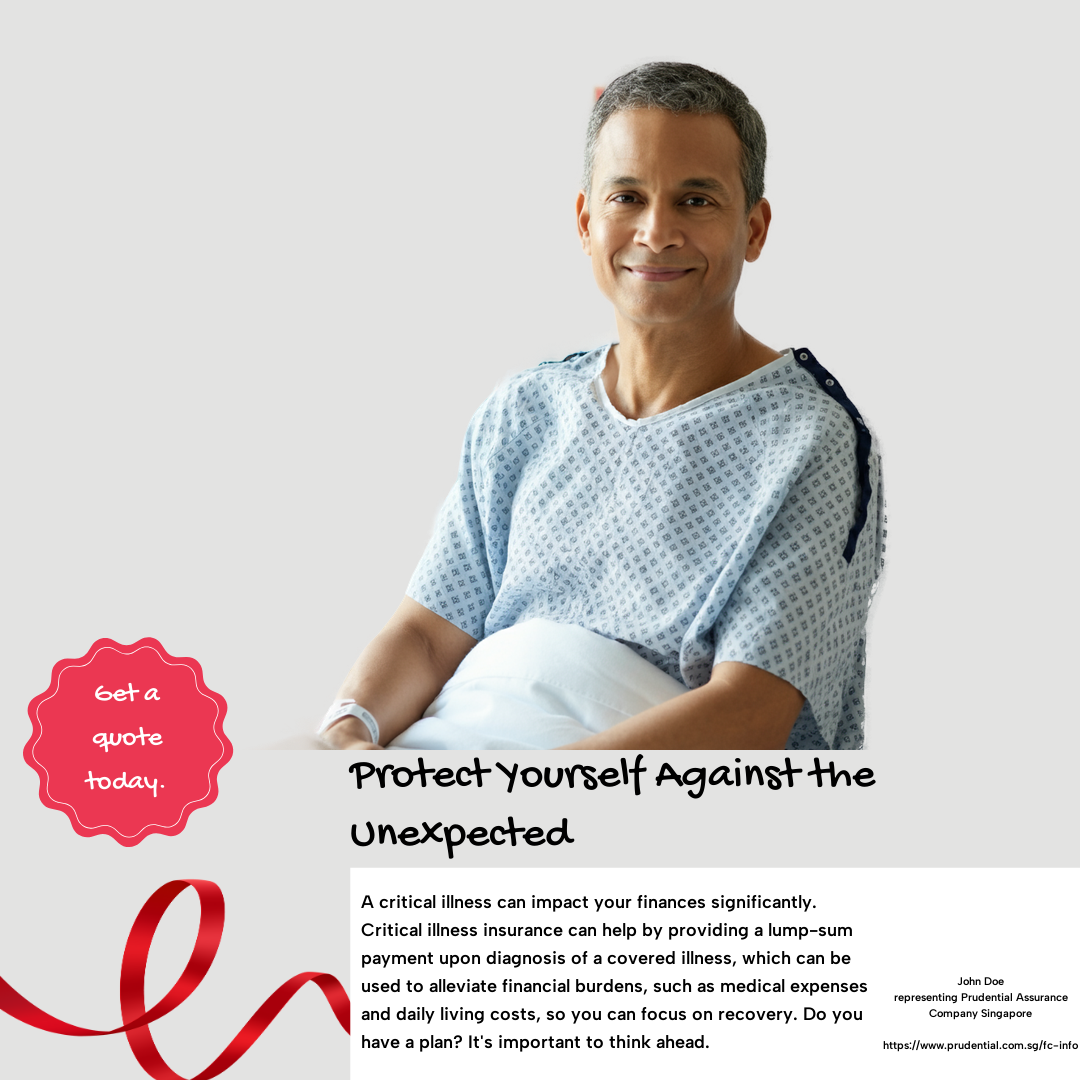 Get a
quote
today.
Protect Yourself Against the
Unexpected
A critical illness can impact your finances significantly.
Critical illness insurance can help by providing a lump-sum
payment upon diagnosis of a covered illness, which can be
used to alleviate financial burdens, such as medical expenses
and daily living costs, so you can focus on recovery. Do you
have a plan? It's important to think ahead.
John Doe
representing Prudential Assurance
Company Singapore
https://www.prudential.com.sg/fc-info